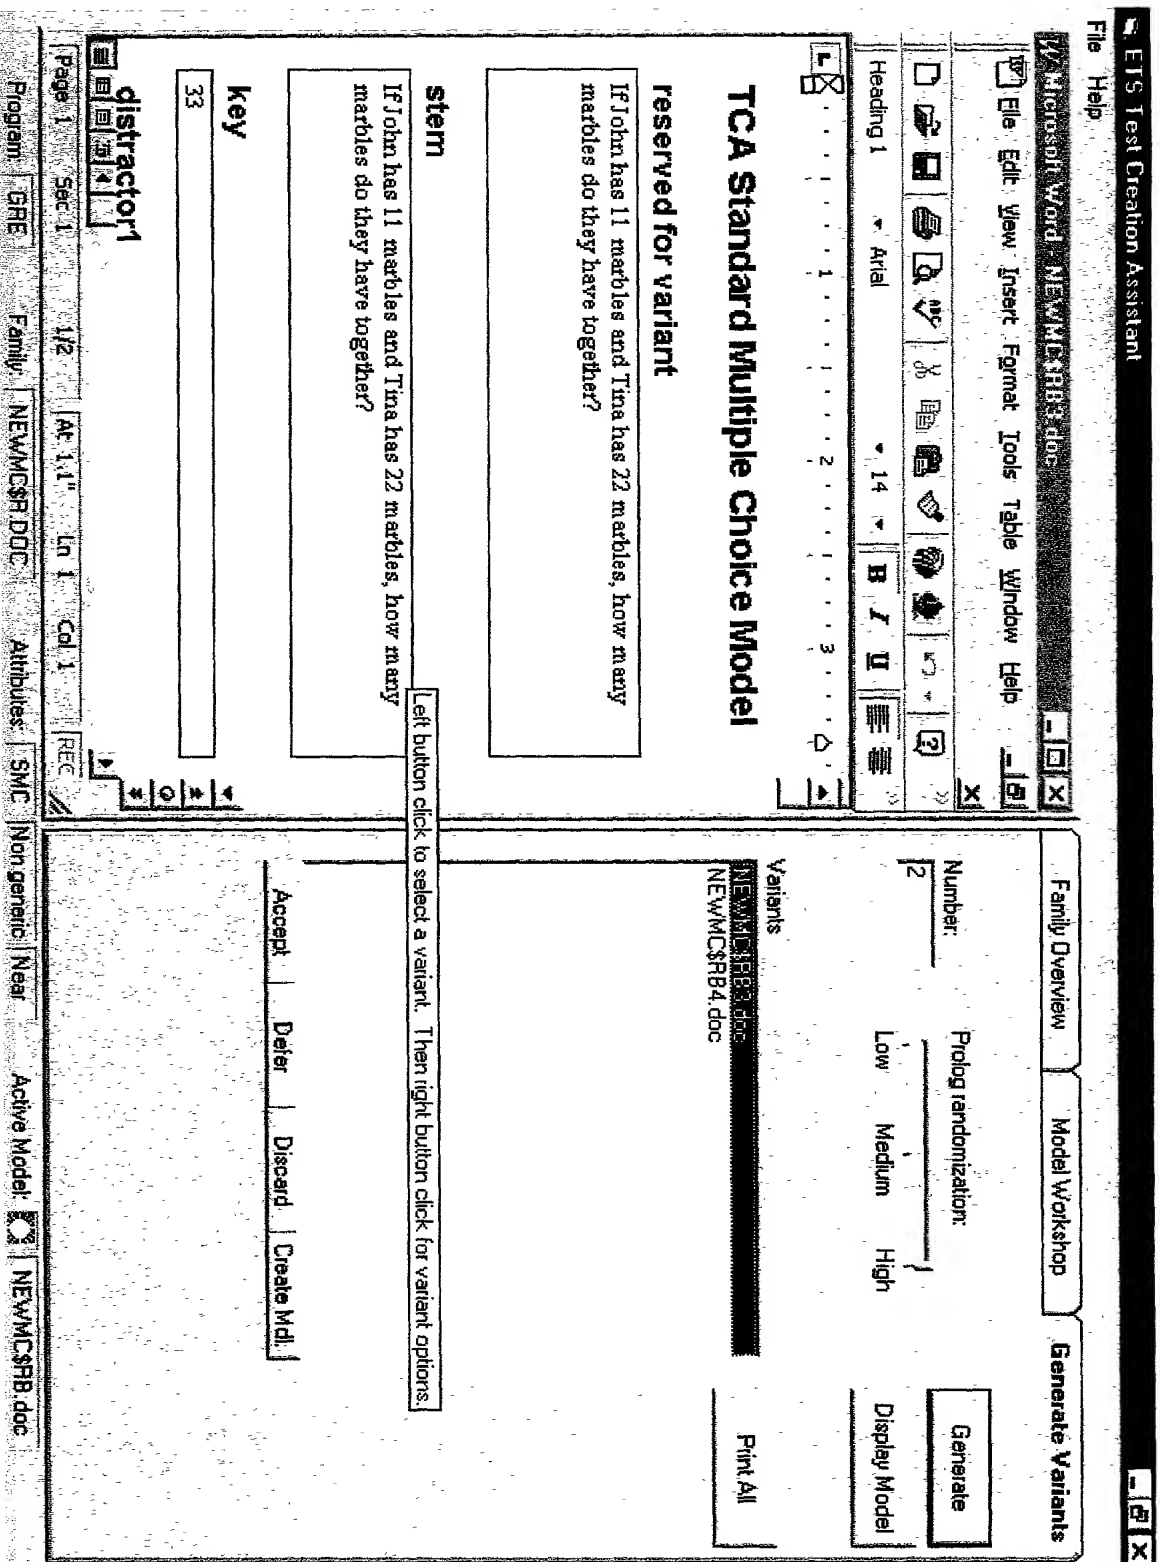 ETS Test Creation Assistant
File Help
Microsoft Word - NEWMC$RB3.doc
File Edit View Insert Format Tools Table Window Help
Heading 1 Arial 14 B I U
1 2 3
TCA Standard Multiple Choice Model
reserved for variant
If John has 11 marbles and Tina has 22 marbles, how many
marbles do they have together?
stem
If John has 11 marbles and Tina has 22 marbles, how many
marbles do they have together?
key
33
distractor1
Page 1 Sec 1 1/2 At 1.1" Ln 1 Col 1 REC
Family Overview Model Workshop Generate Variants
Number: Prolog randomization:
2
Low Medium High
Generate
Display Model
Variants
NEWMC$RB3.doc
NEWMC$RB4.doc
Print All
Left button click to select a variant. Then right button click for variant options.
Accept Defer Discard Create Mdl.
Program: GRE Family: NEWMC$R.DOC Attributes: SMC Non generic Near Active Model: NEWMC$RB.doc